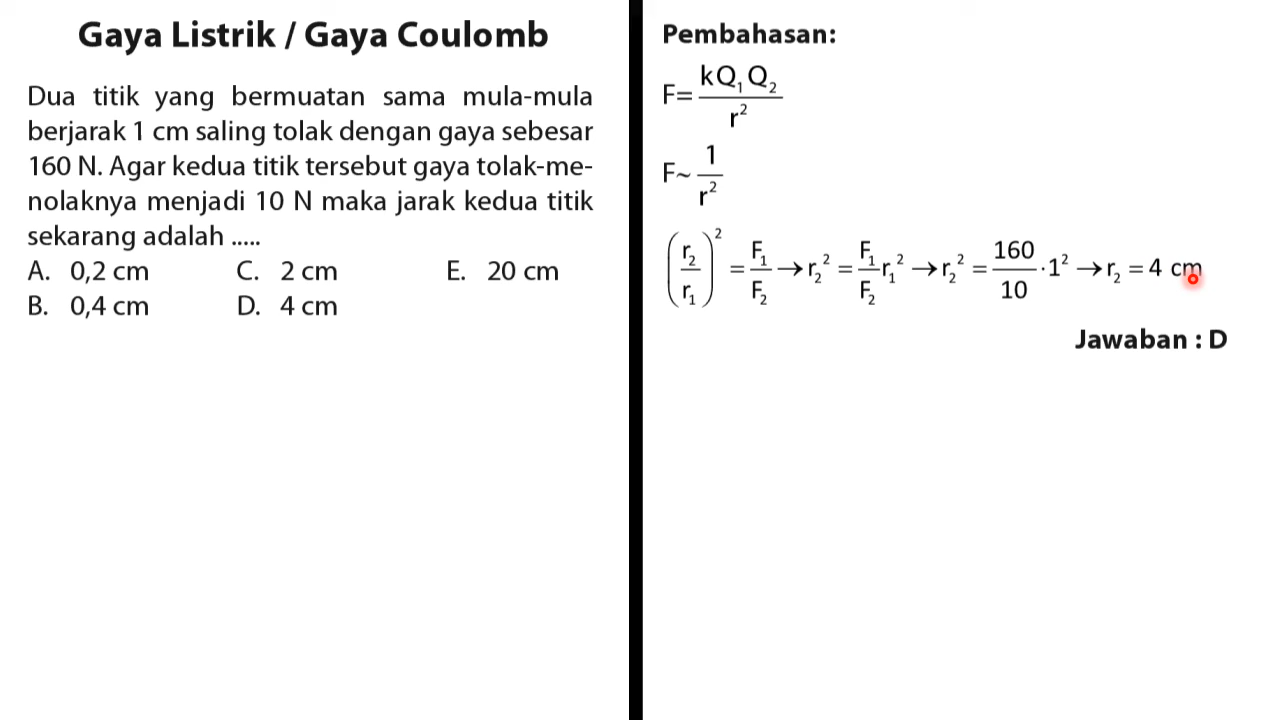 Gaya Listrik / Gaya Coulomb
Dua titik yang bermuatan sama mula-mula
berjarak 1 cm saling tolak dengan gaya sebesar
160 N. Agar kedua titik tersebut gaya tolak-me-
nolaknya menjadi 10 N maka jarak kedua titik
sekarang adalah .....
A. 0,2 cm C. 2 cm E. 20 cm
B. 0,4 cm D. 4 cm
Pembahasan:
F= kQ₁Q₂ / r²
F~ 1 / r²
(r₂ / r₁)² = F₁ / F₂ → r₂² = F₁ / F₂ r₁² → r₂² = 160 / 10 · 1² → r₂ = 4 cm
Jawaban : D